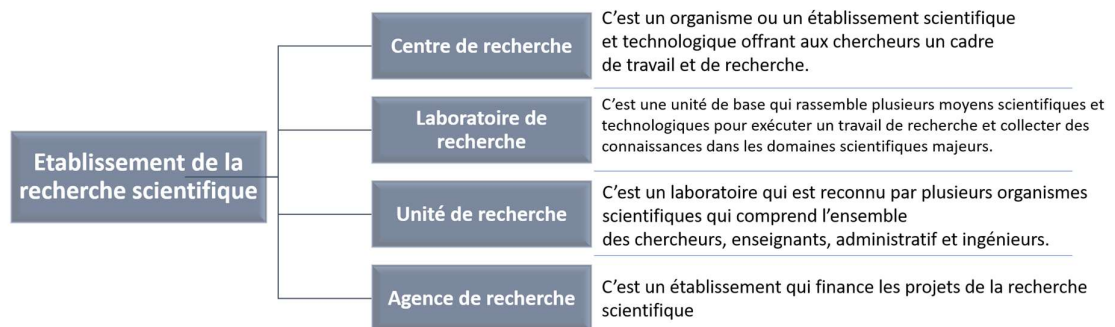 Etablissement de la
recherche scientifique
Centre de recherche
C’est un organisme ou un établissement scientifique
et technologique offrant aux chercheurs un cadre
de travail et de recherche.
Laboratoire de
recherche
C’est une unité de base qui rassemble plusieurs moyens scientifiques et
technologiques pour exécuter un travail de recherche et collecter des
connaissances dans les domaines scientifiques majeurs.
Unité de recherche
C’est un laboratoire qui est reconnu par plusieurs organismes
scientifiques qui comprend l’ensemble
des chercheurs, enseignants, administratif et ingénieurs.
Agence de recherche
C’est un établissement qui finance les projets de la recherche
scientifique